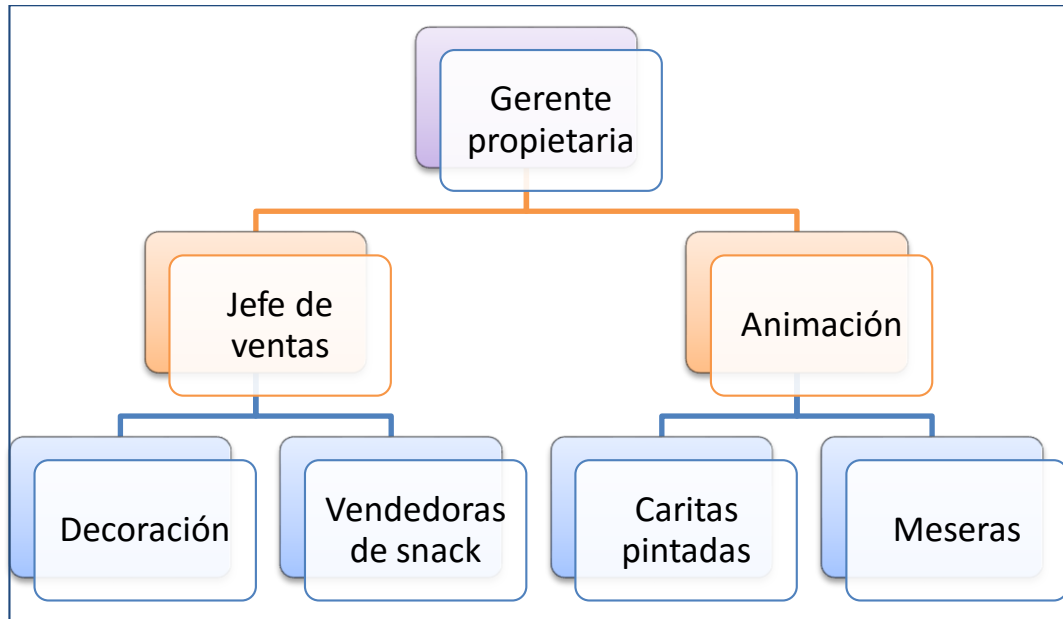 Gerente
propietaria
Jefe de
ventas
Animación
Decoración
Vendedoras
de snack
Caritas
pintadas
Meseras